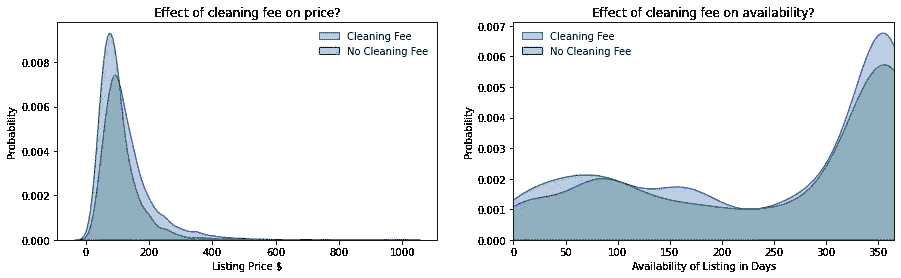 Effect of cleaning fee on price?
Cleaning Fee
No Cleaning Fee
Probability
0.008
0.006
0.004
0.002
0.000
0 200 400 600 800 1000
Listing Price $
Effect of cleaning fee on availability?
Cleaning Fee
No Cleaning Fee
Probability
0.007
0.006
0.005
0.004
0.003
0.002
0.001
0.000
0 50 100 150 200 250 300 350
Availability of Listing in Days